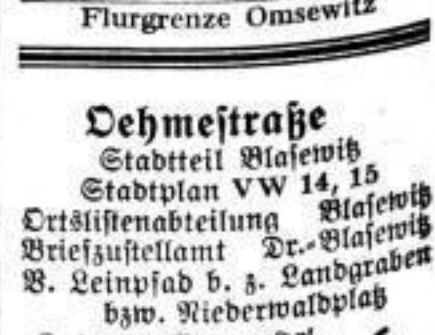 Flurgrenze Omsewitz
Oehmestraße
Stadtteil Blasewitz
Stadtplan VW 14, 15
Ortslistenabteilung Blasewitz
Briefzustellamt Dr.-Blasewitz
V. Leinpfad b. z. Landgraben
bzw. Niederwaldplatz